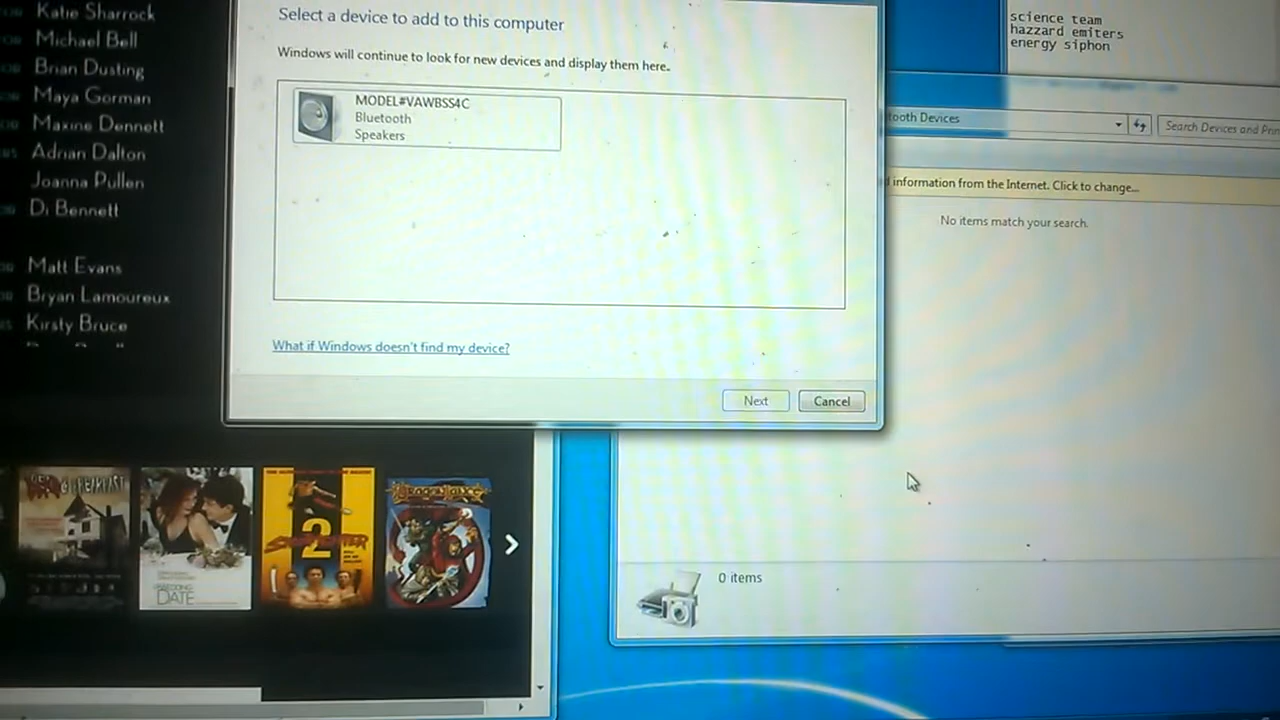 Katie Sharrock
Michael Bell
Brian Dusting
Maya Gorman
Maxine Dennett
Adrian Dalton
Joanna Pullen
Di Bennett
Matt Evans
Bryan Lamoureux
Kirsty Bruce
Select a device to add to this computer
Windows will continue to look for new devices and display them here.
MODEL#VAWBSS4C
Bluetooth
Speakers
What if Windows doesn't find my device?
Next
Cancel
science team
hazzard emiters
energy siphon
tooth Devices
Search Devices and Prin
information from the Internet. Click to change...
No items match your search.
0 items
WEDDING
DATE
2